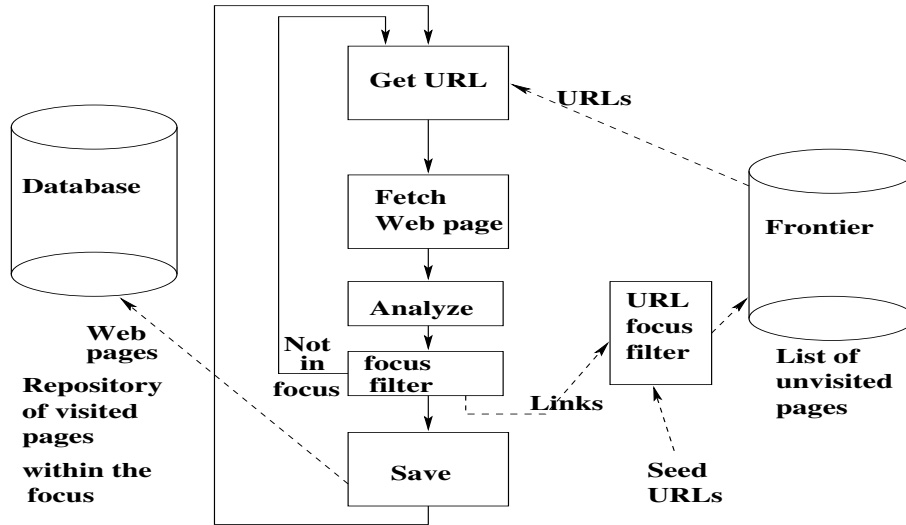 Get URL
URLs
Database
Fetch
Web page
Frontier
Analyze
URL
focus
filter
Web
pages
Not
in
focus
focus
filter
List of
unvisited
pages
Links
Repository
of visited
pages
within the
focus
Save
Seed
URLs